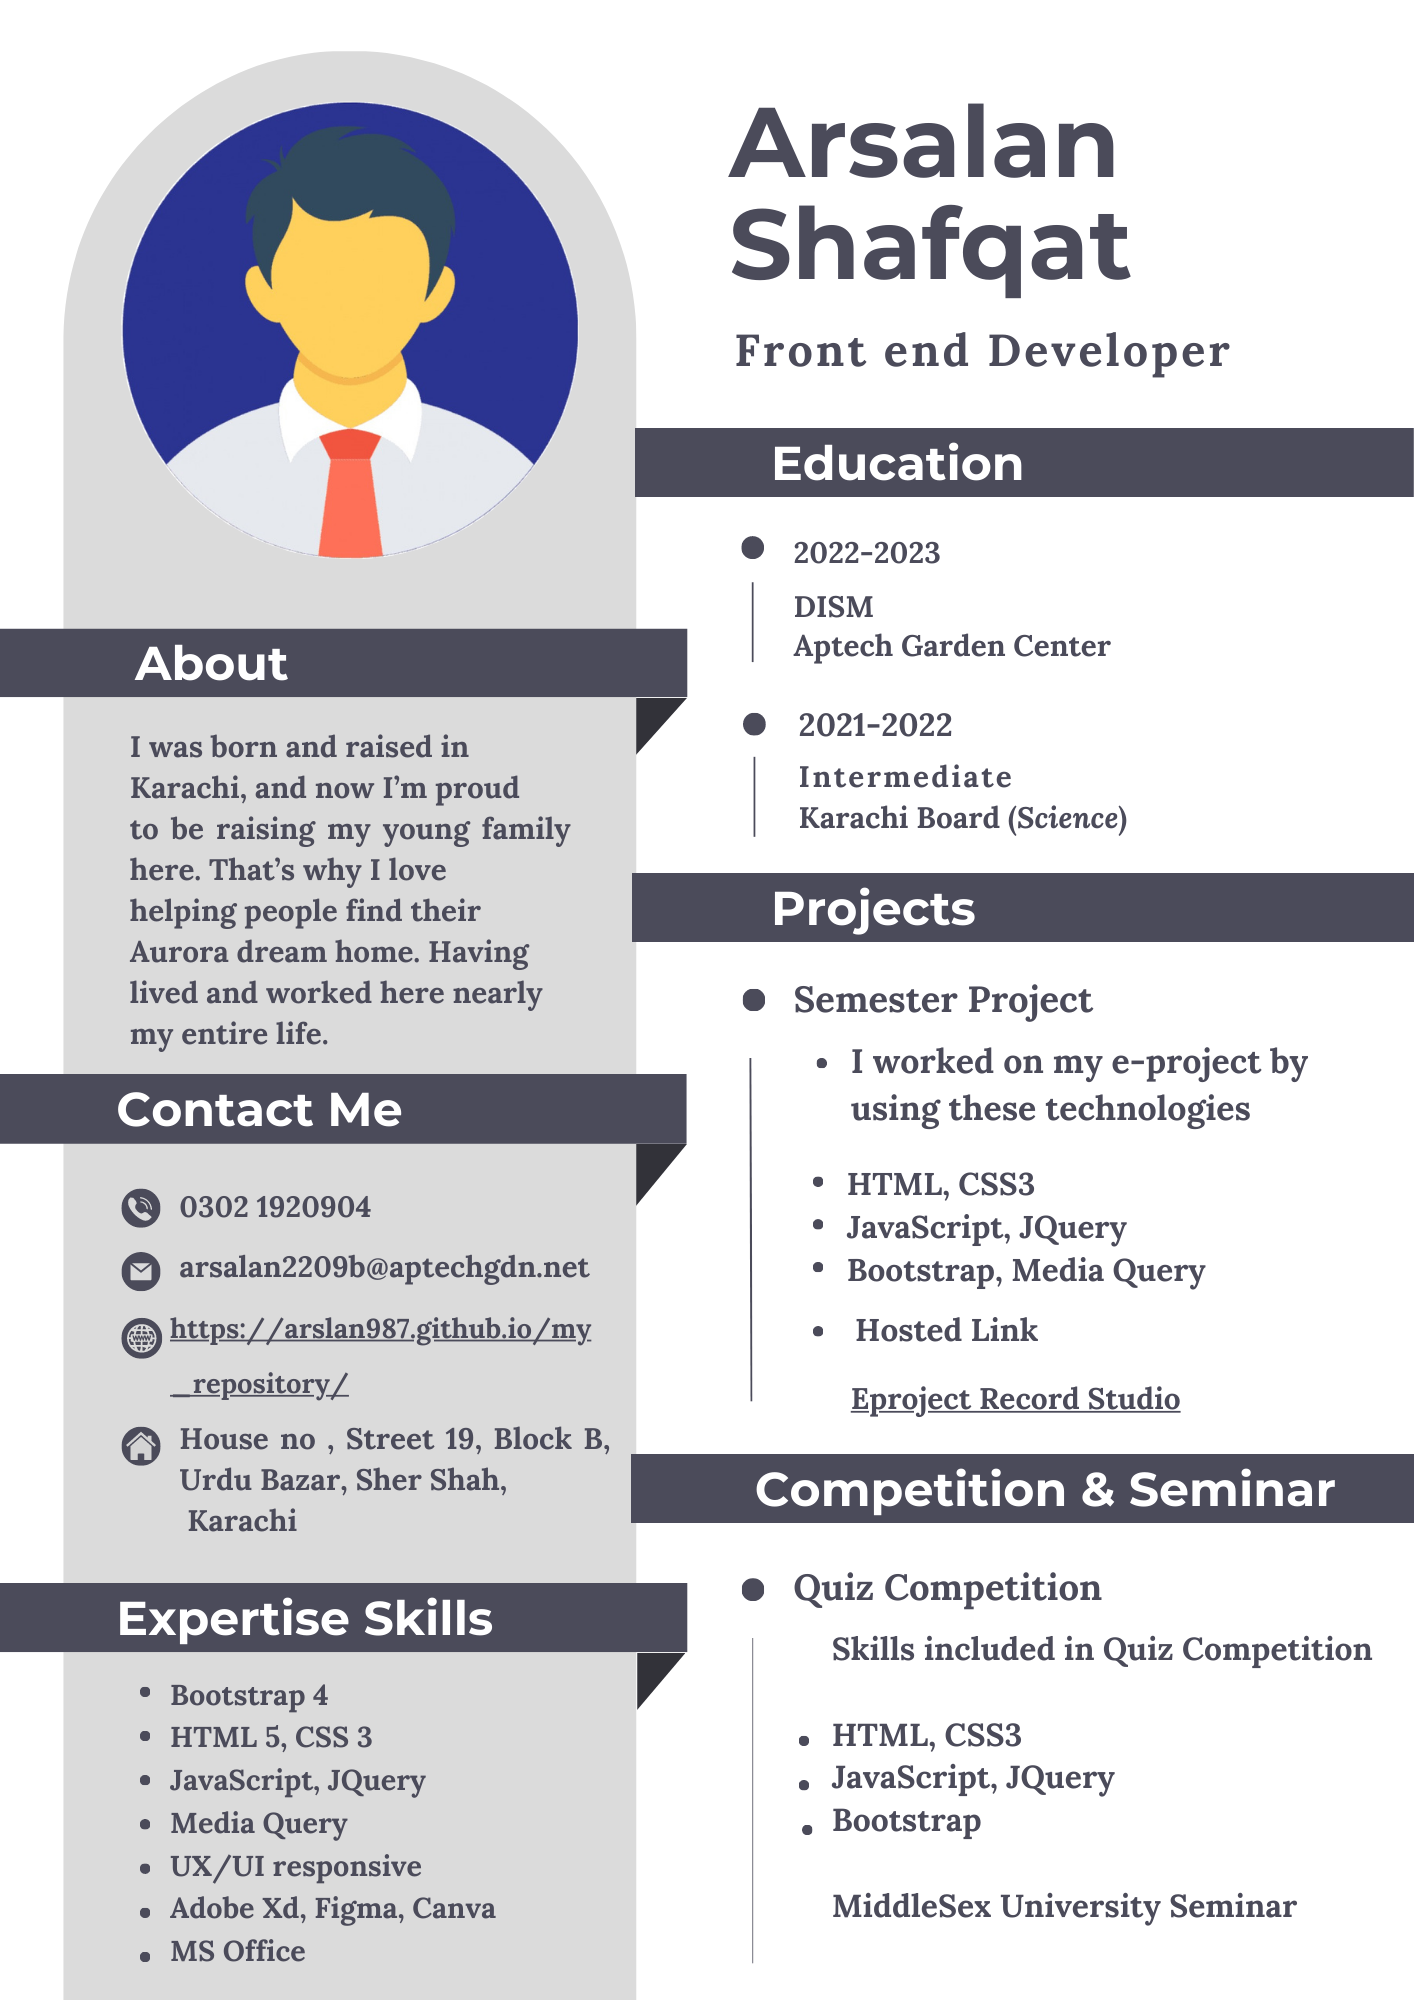 Arsalan
Shafqat
Front end Developer
About
I was born and raised in
Karachi, and now I’m proud
to be raising my young family
here. That’s why I love
helping people find their
Aurora dream home. Having
lived and worked here nearly
my entire life.
Contact Me
0302 1920904
arsalan2209b@aptechgdn.net
https://arslan987.github.io/my
_repository/
House no , Street 19, Block B,
Urdu Bazar, Sher Shah,
Karachi
Expertise Skills
• Bootstrap 4
• HTML 5, CSS 3
• JavaScript, JQuery
• Media Query
• UX/UI responsive
• Adobe Xd, Figma, Canva
• MS Office
Education
2022-2023
DISM
Aptech Garden Center
2021-2022
Intermediate
Karachi Board (Science)
Projects
Semester Project
• I worked on my e-project by
using these technologies
• HTML, CSS3
• JavaScript, JQuery
• Bootstrap, Media Query
• Hosted Link
Eproject Record Studio
Competition & Seminar
Quiz Competition
Skills included in Quiz Competition
• HTML, CSS3
• JavaScript, JQuery
• Bootstrap
MiddleSex University Seminar